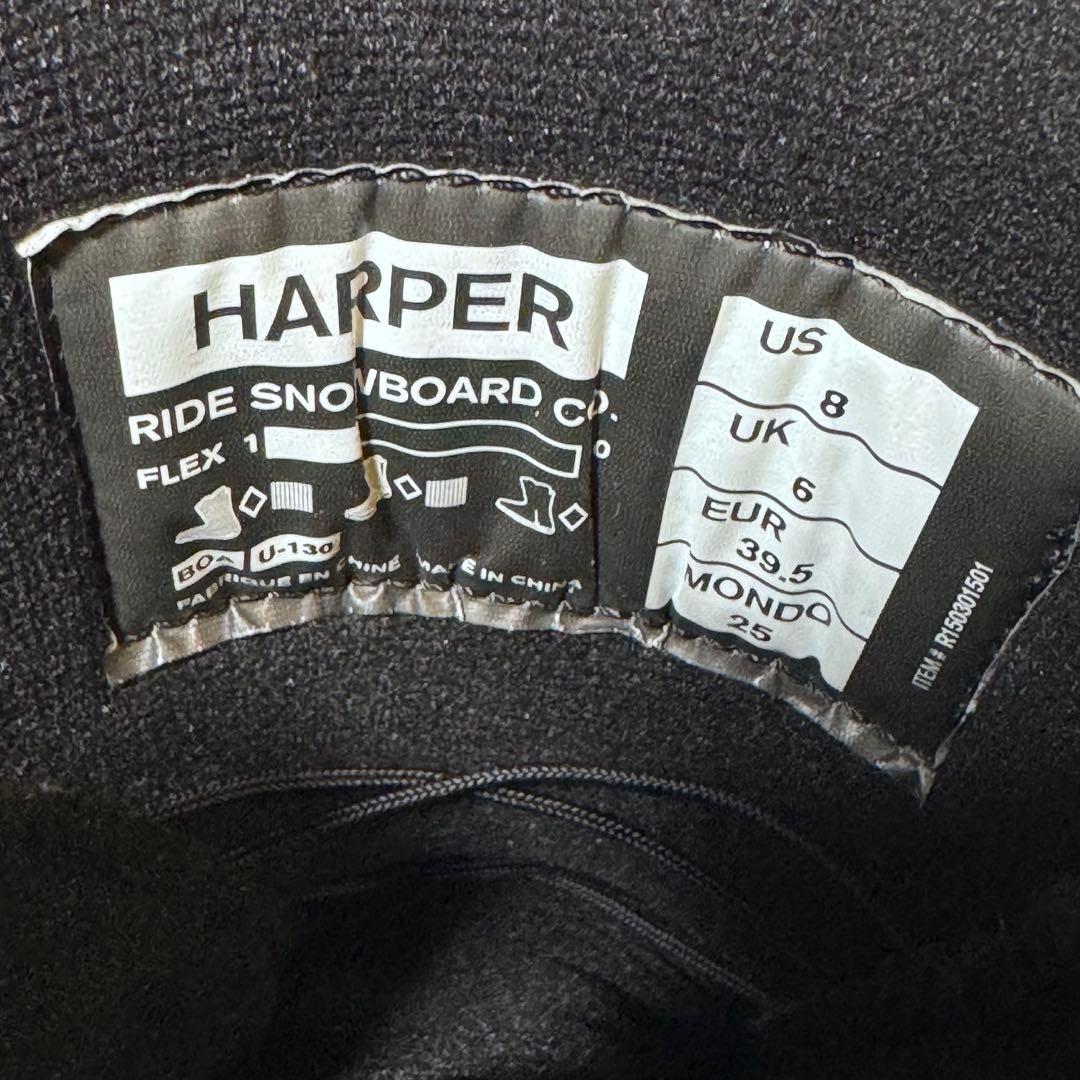 HARPER
RIDE SNOWBOARD CO.
FLEX 1 0
BOA U-130
FABRIQUE EN CHINE MADE IN CHINA
US
8
UK
6
EUR
39.5
MONDO
25
ITEM # R150301501